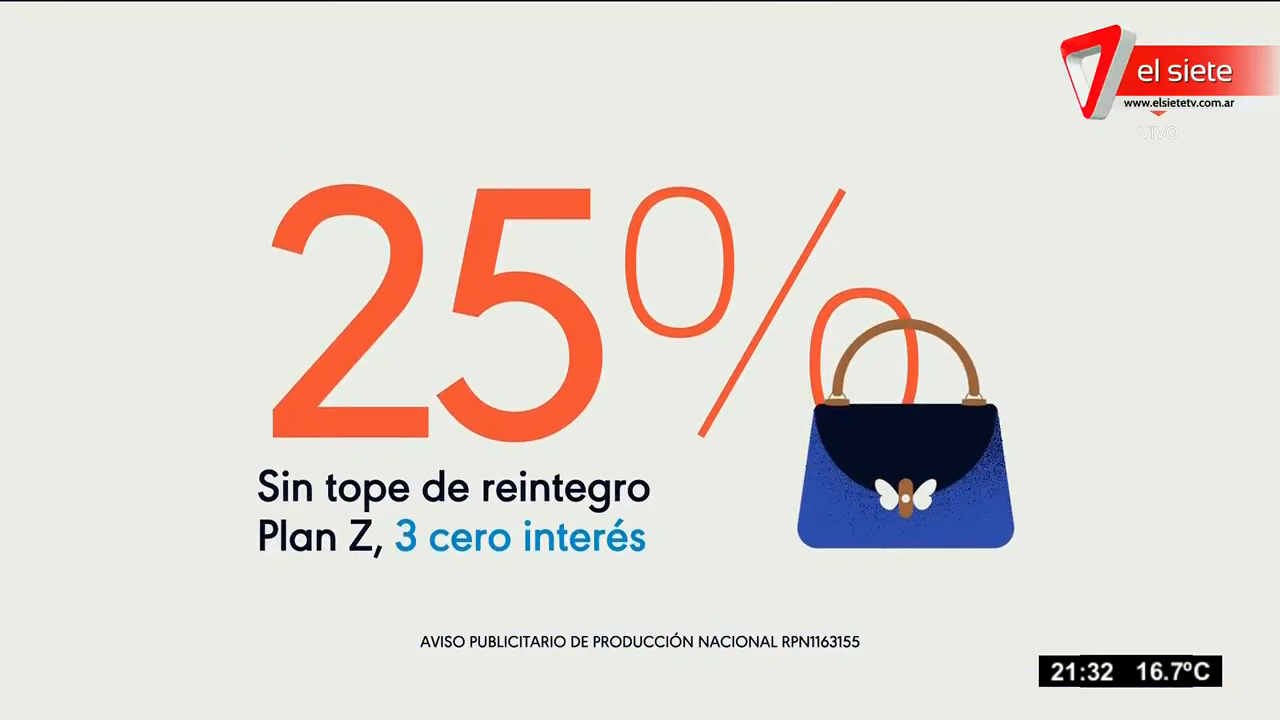 el siete
www.elsietetv.com.ar
VIVO
25%
Sin tope de reintegro
Plan Z, 3 cero interés
AVISO PUBLICITARIO DE PRODUCCIÓN NACIONAL RPN1163155
21:32 16.7ºC